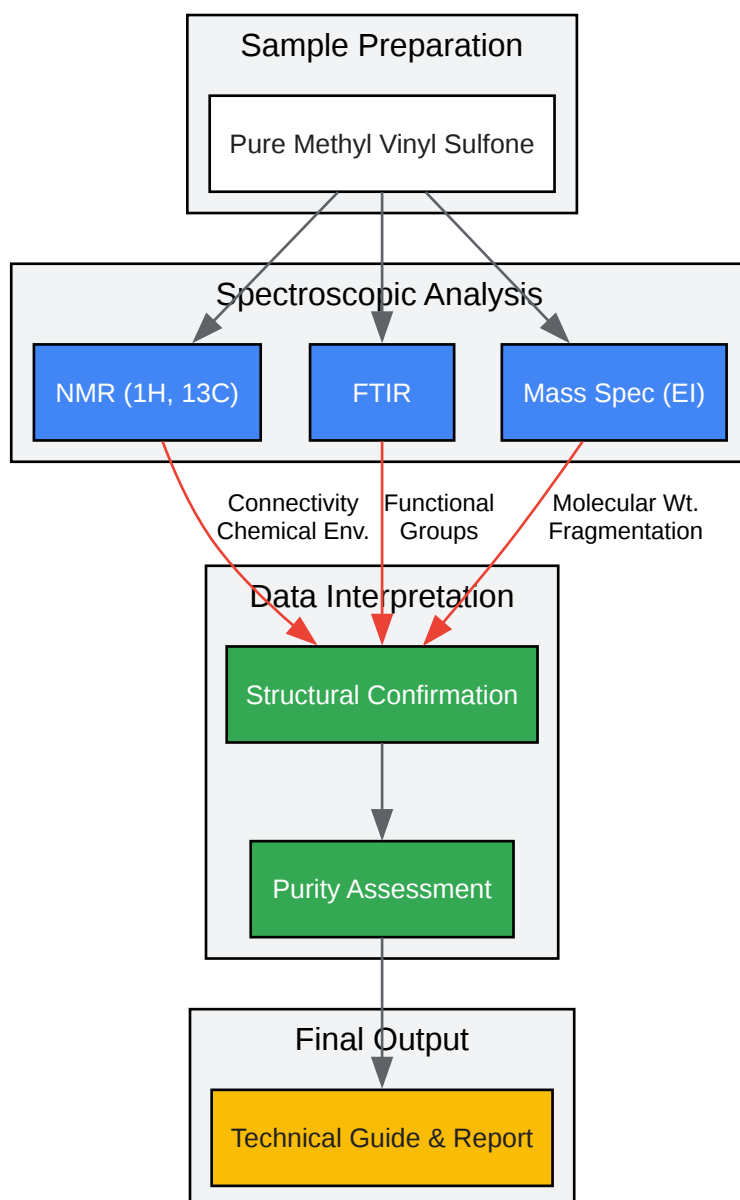 Sample Preparation
Pure Methyl Vinyl Sulfone
Spectroscopic Analysis
NMR (1H, 13C)
FTIR
Mass Spec (EI)
Connectivity
Chemical Env.
Functional
Groups
Molecular Wt.
Fragmentation
Data Interpretation
Structural Confirmation
Purity Assessment
Final Output
Technical Guide & Report